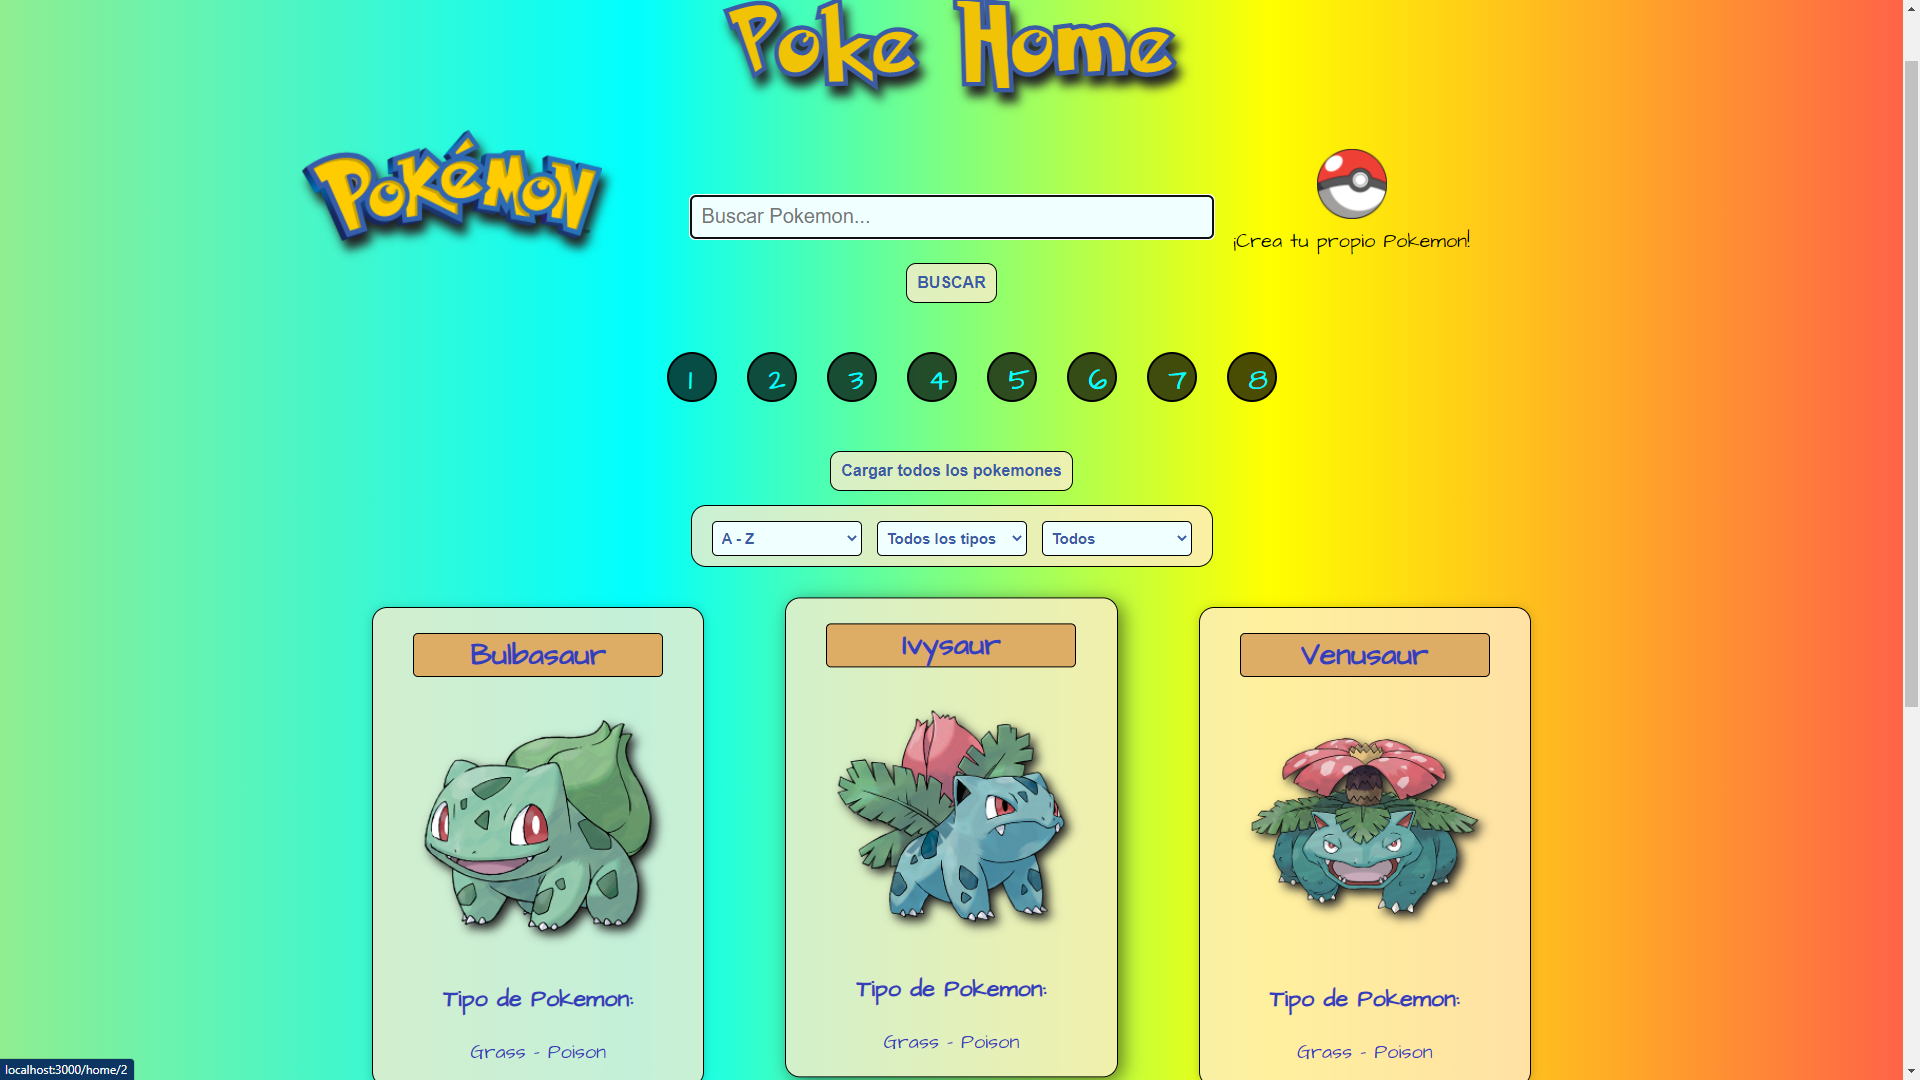 Poke Home
POKéMON
Buscar Pokemon...
¡Crea tu propio Pokemon!
BUSCAR
1 2 3 4 5 6 7 8
Cargar todos los pokemones
A - Z Todos los tipos Todos
Bulbasaur Ivysaur Venusaur
Tipo de Pokemon: Tipo de Pokemon: Tipo de Pokemon:
Grass - Poison Grass - Poison Grass - Poison
localhost:3000/home/2